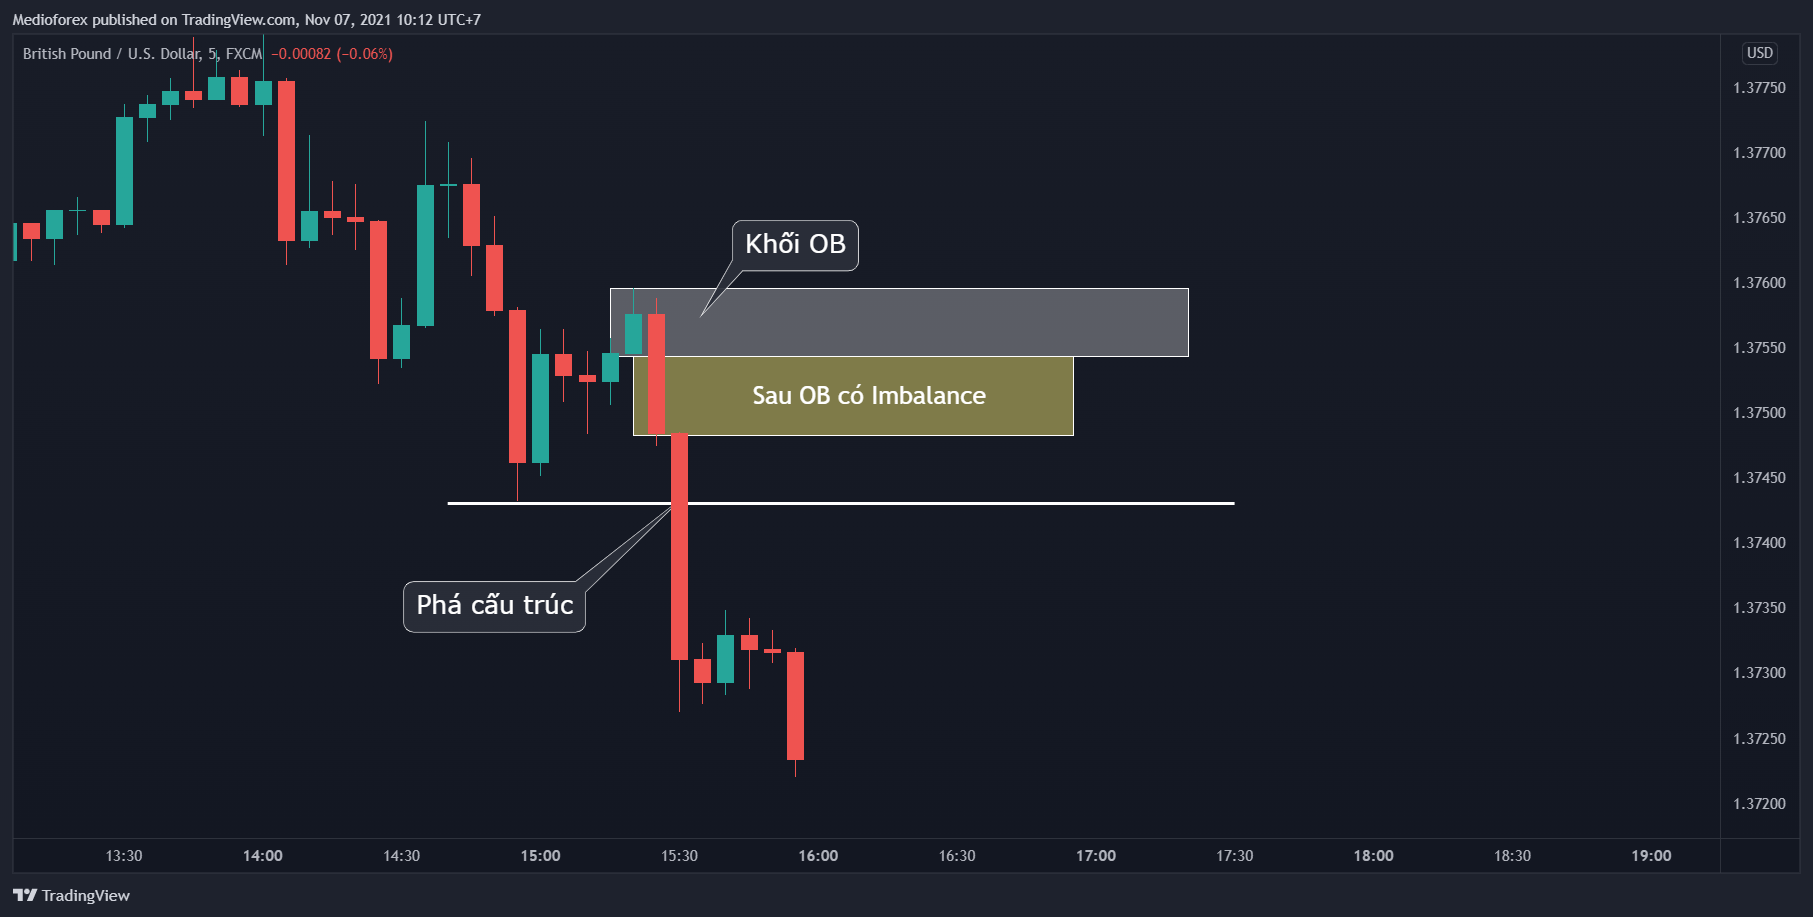 Medioforex published on TradingView.com, Nov 07, 2021 10:12 UTC+7
British Pound / U.S. Dollar, 5, FXCM −0.00082 (−0.06%)
USD
1.37750
1.37700
1.37650
Khối OB
1.37600
1.37550
Sau OB có Imbalance
1.37500
1.37450
1.37400
Phá cấu trúc
1.37350
1.37300
1.37250
1.37200
13:30 14:00 14:30 15:00 15:30 16:00 16:30 17:00 17:30 18:00 18:30 19:00
TradingView